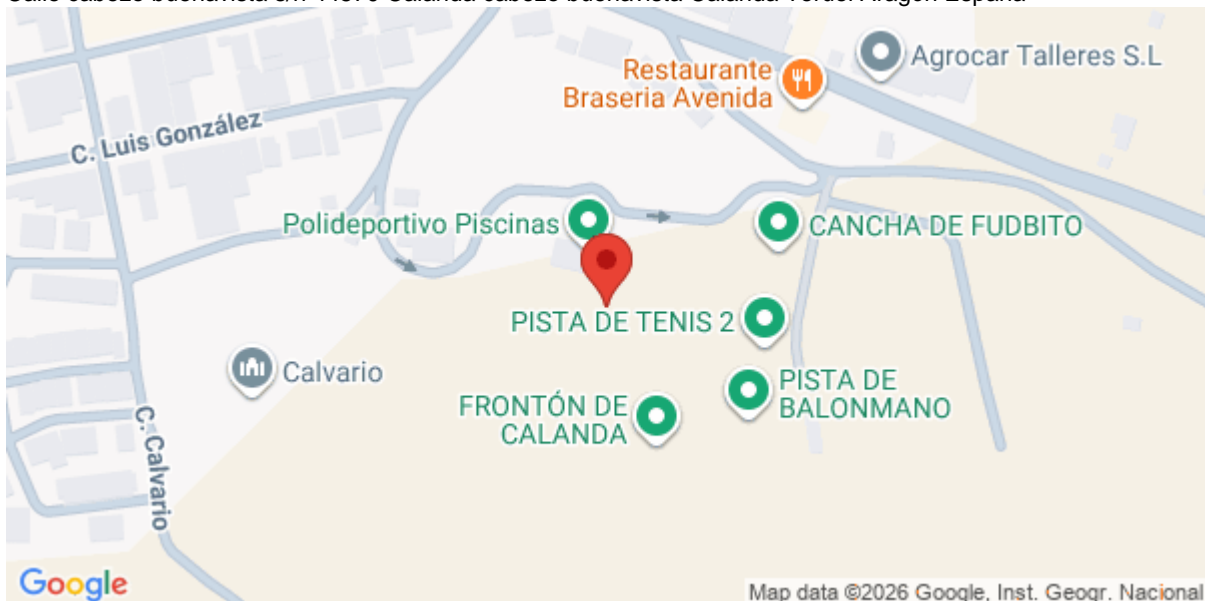 Restaurante
Braseria Avenida
Agrocar Talleres S.L
C. Luis González
Polideportivo Piscinas
CANCHA DE FUDBITO
PISTA DE TENIS 2
Calvario
PISTA DE
BALONMANO
FRONTÓN DE
CALANDA
C. Calvario
Google
Map data ©2026 Google, Inst. Geogr. Nacional